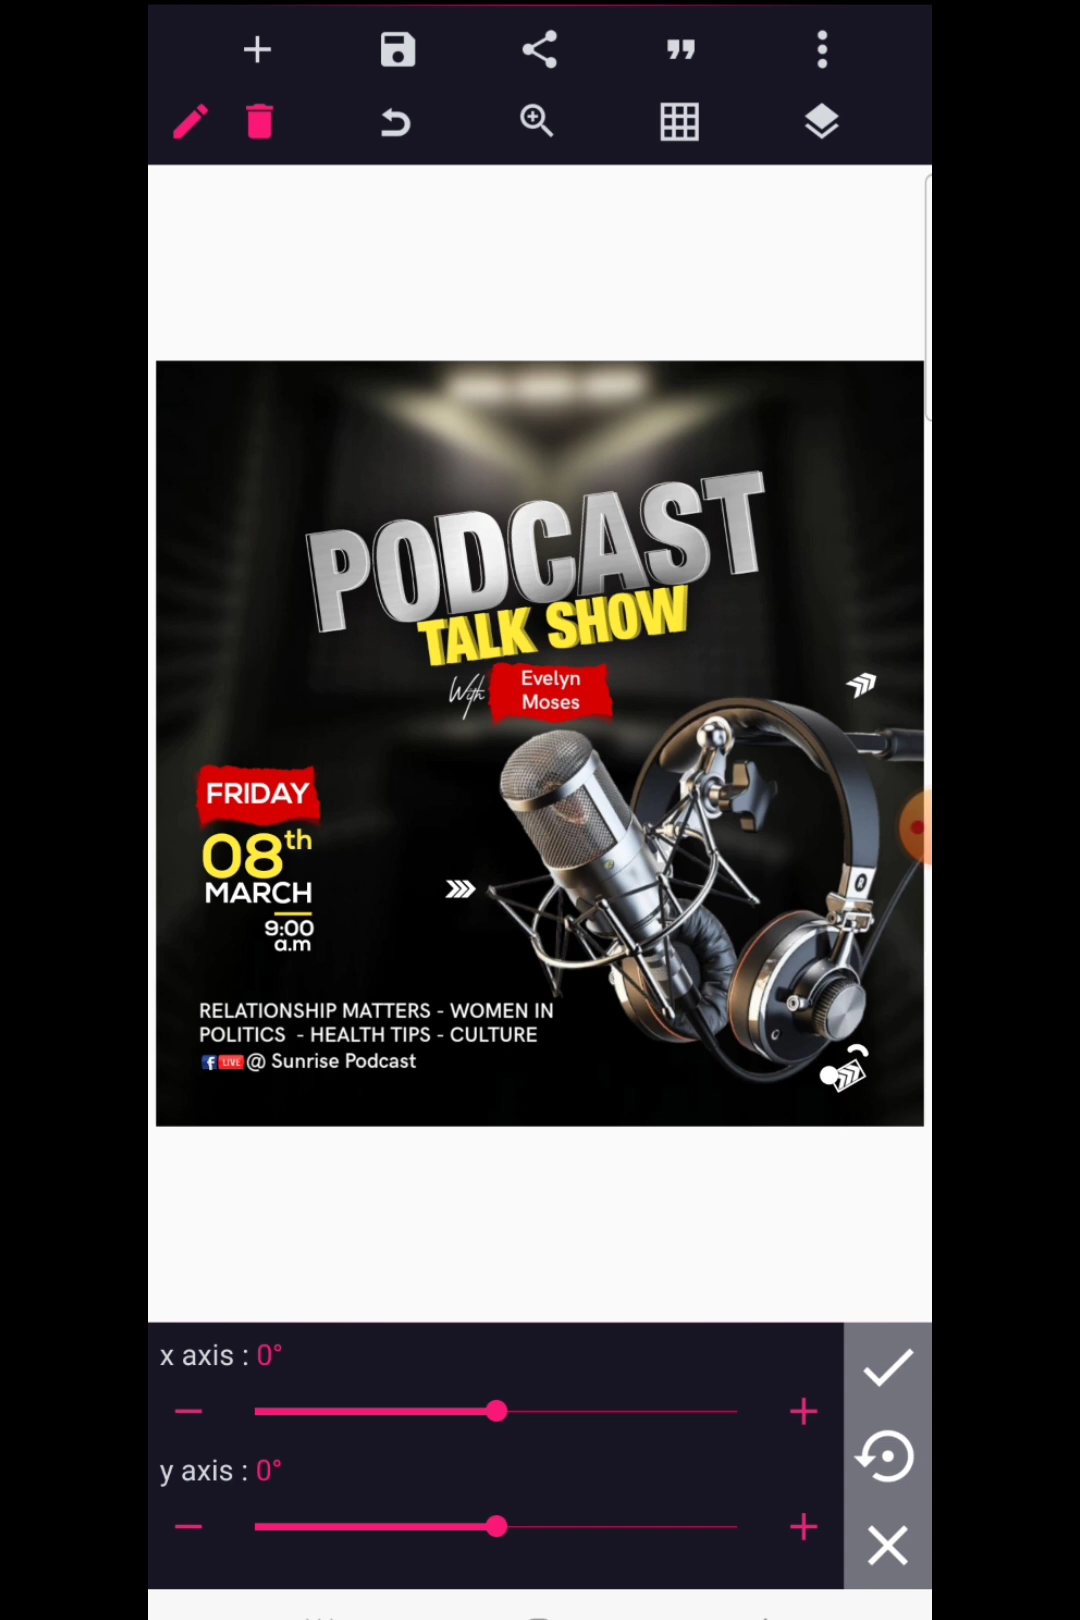 PODCAST
TALK SHOW
With
Evelyn
Moses
FRIDAY
08th
MARCH
9:00
a.m
RELATIONSHIP MATTERS - WOMEN IN
POLITICS - HEALTH TIPS - CULTURE
f LIVE @ Sunrise Podcast
x axis : 0°
y axis : 0°